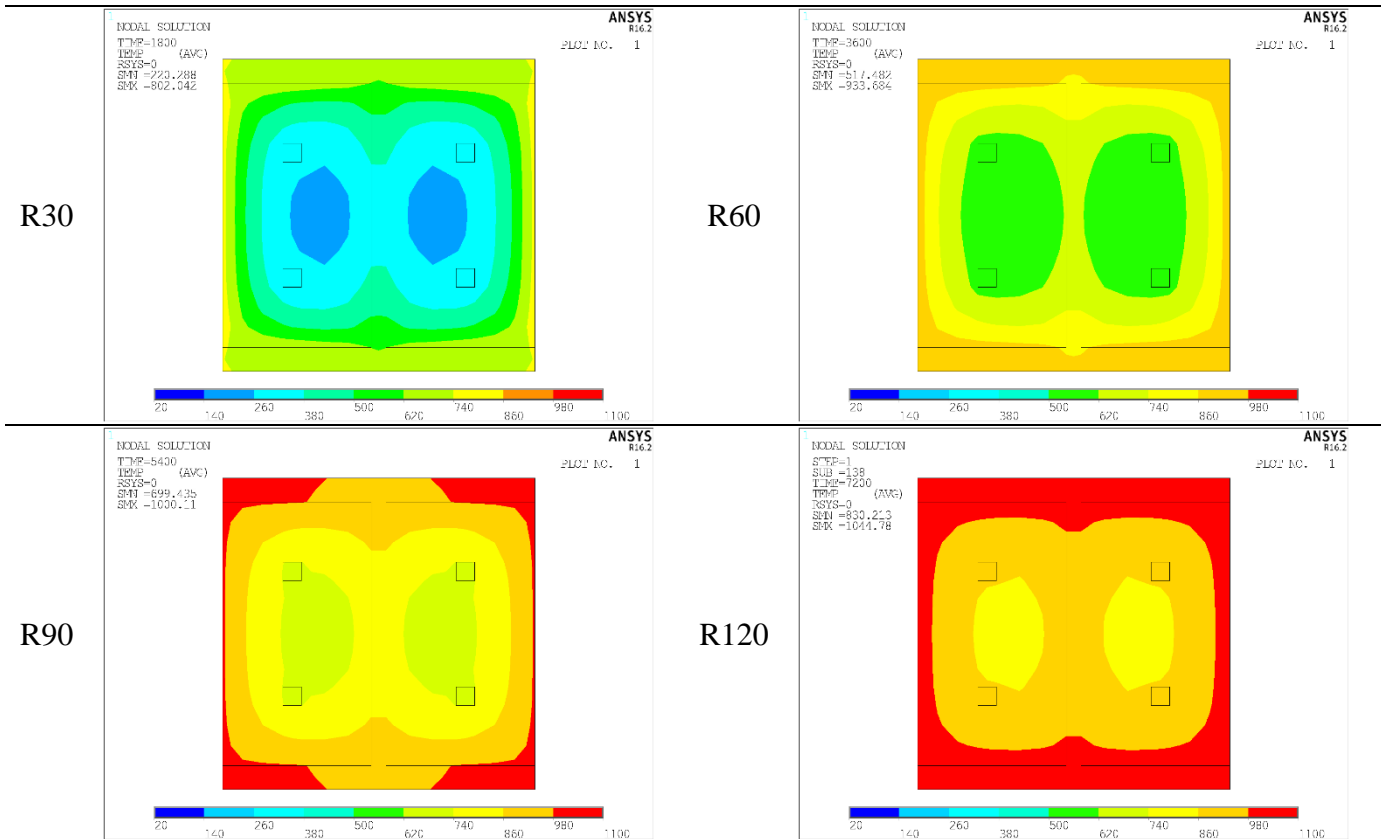 R30
1
NODAL SOLUTION
TIME=1800
TEMP (AVG)
RSYS=0
SMN =220.288
SMX =802.042
ANSYS
R16.2
PLOT NO. 1
20 140 260 380 500 620 740 860 980 1100
R60
1
NODAL SOLUTION
TIME=3600
TEMP (AVG)
RSYS=0
SMN =517.482
SMX =933.684
ANSYS
R16.2
PLOT NO. 1
20 140 260 380 500 620 740 860 980 1100
R90
1
NODAL SOLUTION
TIME=5400
TEMP (AVG)
RSYS=0
SMN =699.435
SMX =1000.11
ANSYS
R16.2
PLOT NO. 1
20 140 260 380 500 620 740 860 980 1100
R120
1
NODAL SOLUTION
STEP=1
SUB =138
TIME=7200
TEMP (AVG)
RSYS=0
SMN =830.213
SMX =1044.78
ANSYS
R16.2
PLOT NO. 1
20 140 260 380 500 620 740 860 980 1100